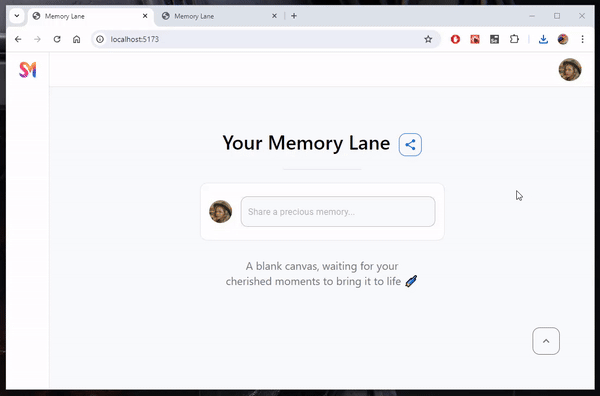 Memory Lane
Memory Lane
localhost:5173
SM
Your Memory Lane
Share a precious memory...
A blank canvas, waiting for your
cherished moments to bring it to life